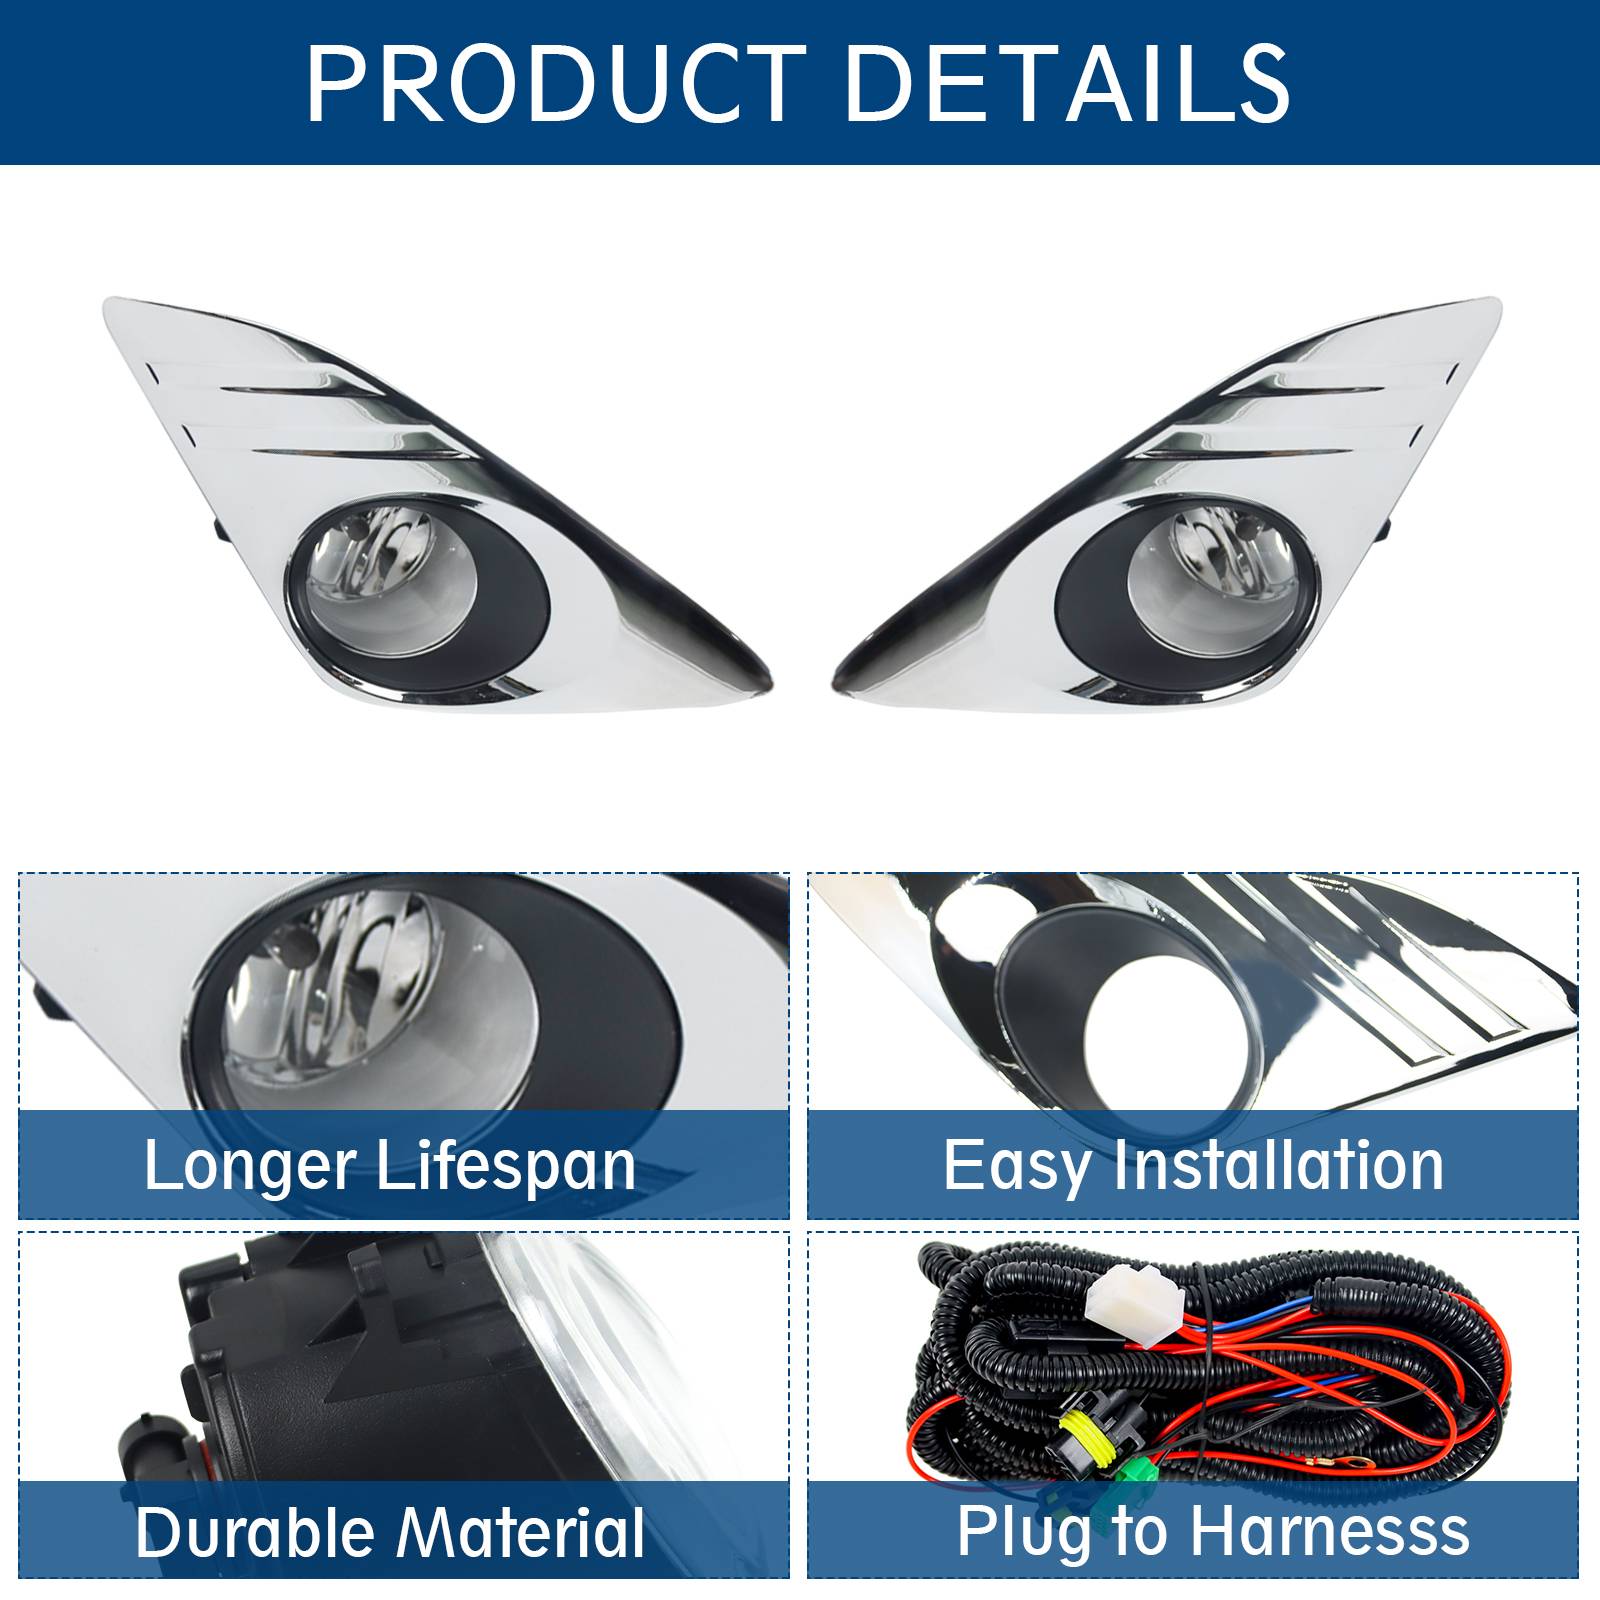 PRODUCT DETAILS
Longer Lifespan
Easy Installation
Durable Material
Plug to Harnesss